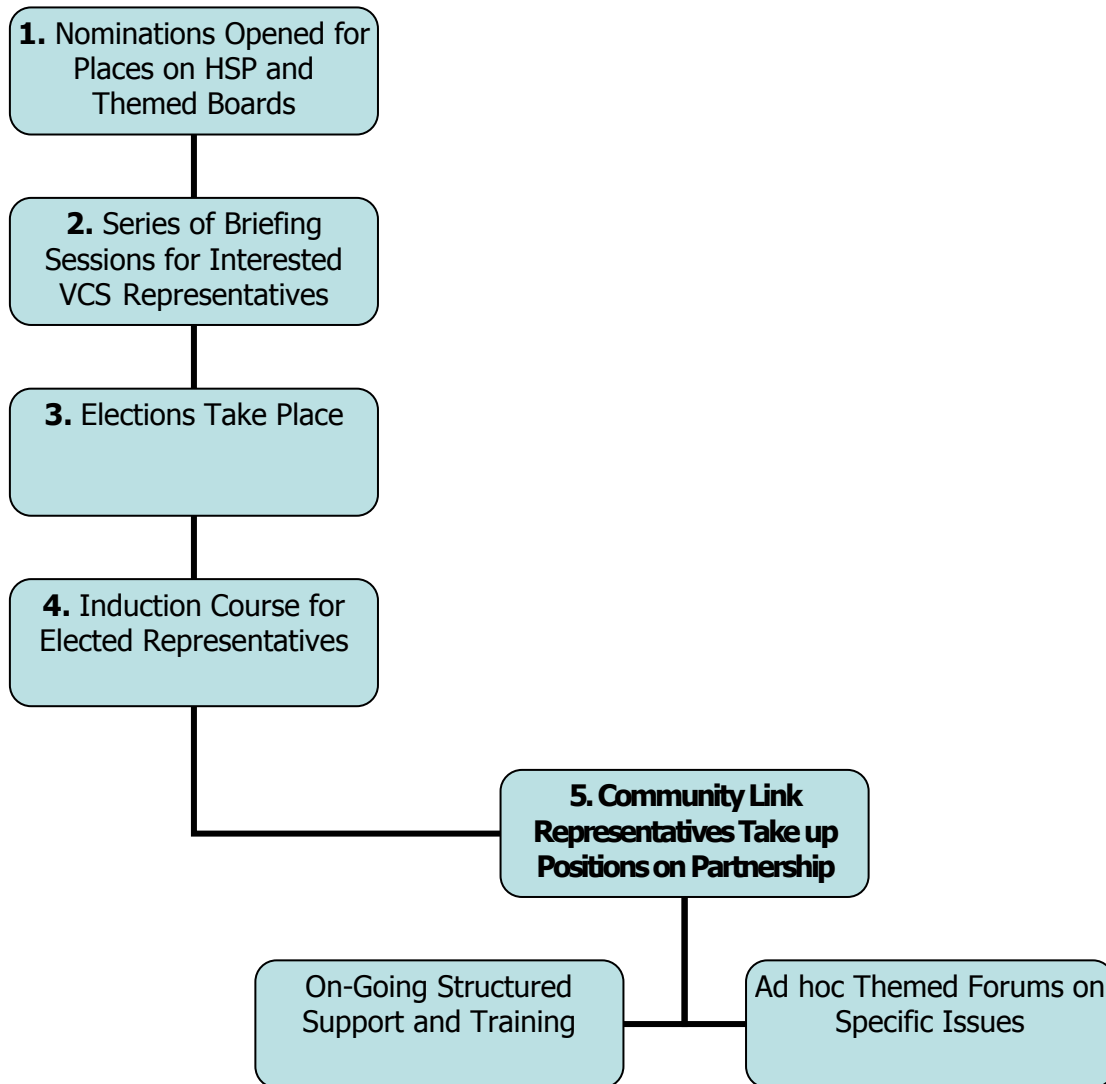 1. Nominations Opened for
Places on HSP and
Themed Boards
2. Series of Briefing
Sessions for Interested
VCS Representatives
3. Elections Take Place
4. Induction Course for
Elected Representatives
5. Community Link
Representatives Take up
Positions on Partnership
On-Going Structured
Support and Training
Ad hoc Themed Forums on
Specific Issues